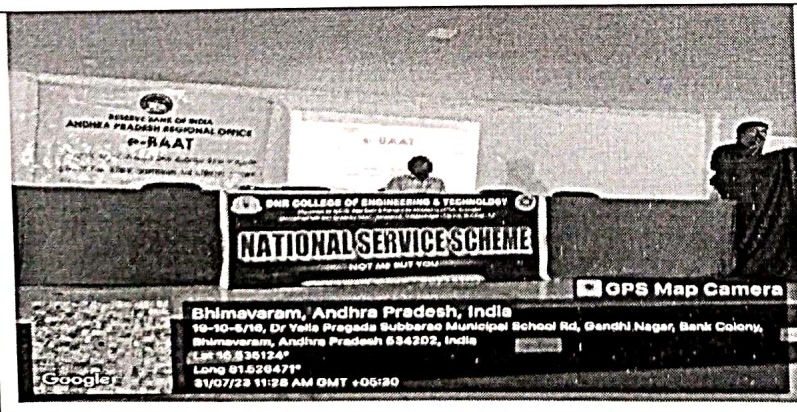 RESERVE BANK OF INDIA
ANDHRA PRADESH REGIONAL OFFICE
e-BAAT
e-BAAT
DNR COLLEGE OF ENGINEERING & TECHNOLOGY
NATIONAL SERVICE SCHEME
NOT ME BUT YOU
GPS Map Camera
Bhimavaram, Andhra Pradesh, India
19-10-5/16, Dr Yella Pragada Subbarao Municipal School Rd, Gandhi Nagar, Bank Colony,
Bhimavaram, Andhra Pradesh 534202, India
Lat 16.535124°
Long 81.526471°
31/07/23 11:28 AM GMT +05:30
Google